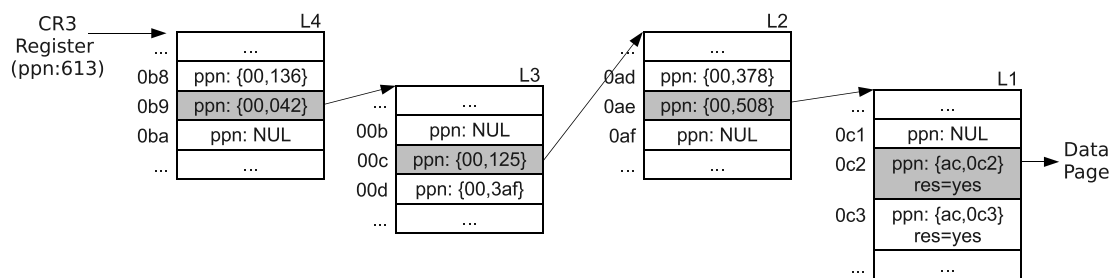 CR3
Register
(ppn:613)
L4
... ...
0b8 ppn: {00,136}
0b9 ppn: {00,042}
0ba ppn: NUL
... ...
L3
... ...
00b ppn: NUL
00c ppn: {00,125}
00d ppn: {00,3af}
... ...
L2
... ...
0ad ppn: {00,378}
0ae ppn: {00,508}
0af ppn: NUL
... ...
L1
... ...
0c1 ppn: NUL
0c2 ppn: {ac,0c2}
res=yes
0c3 ppn: {ac,0c3}
res=yes
... ...
Data
Page